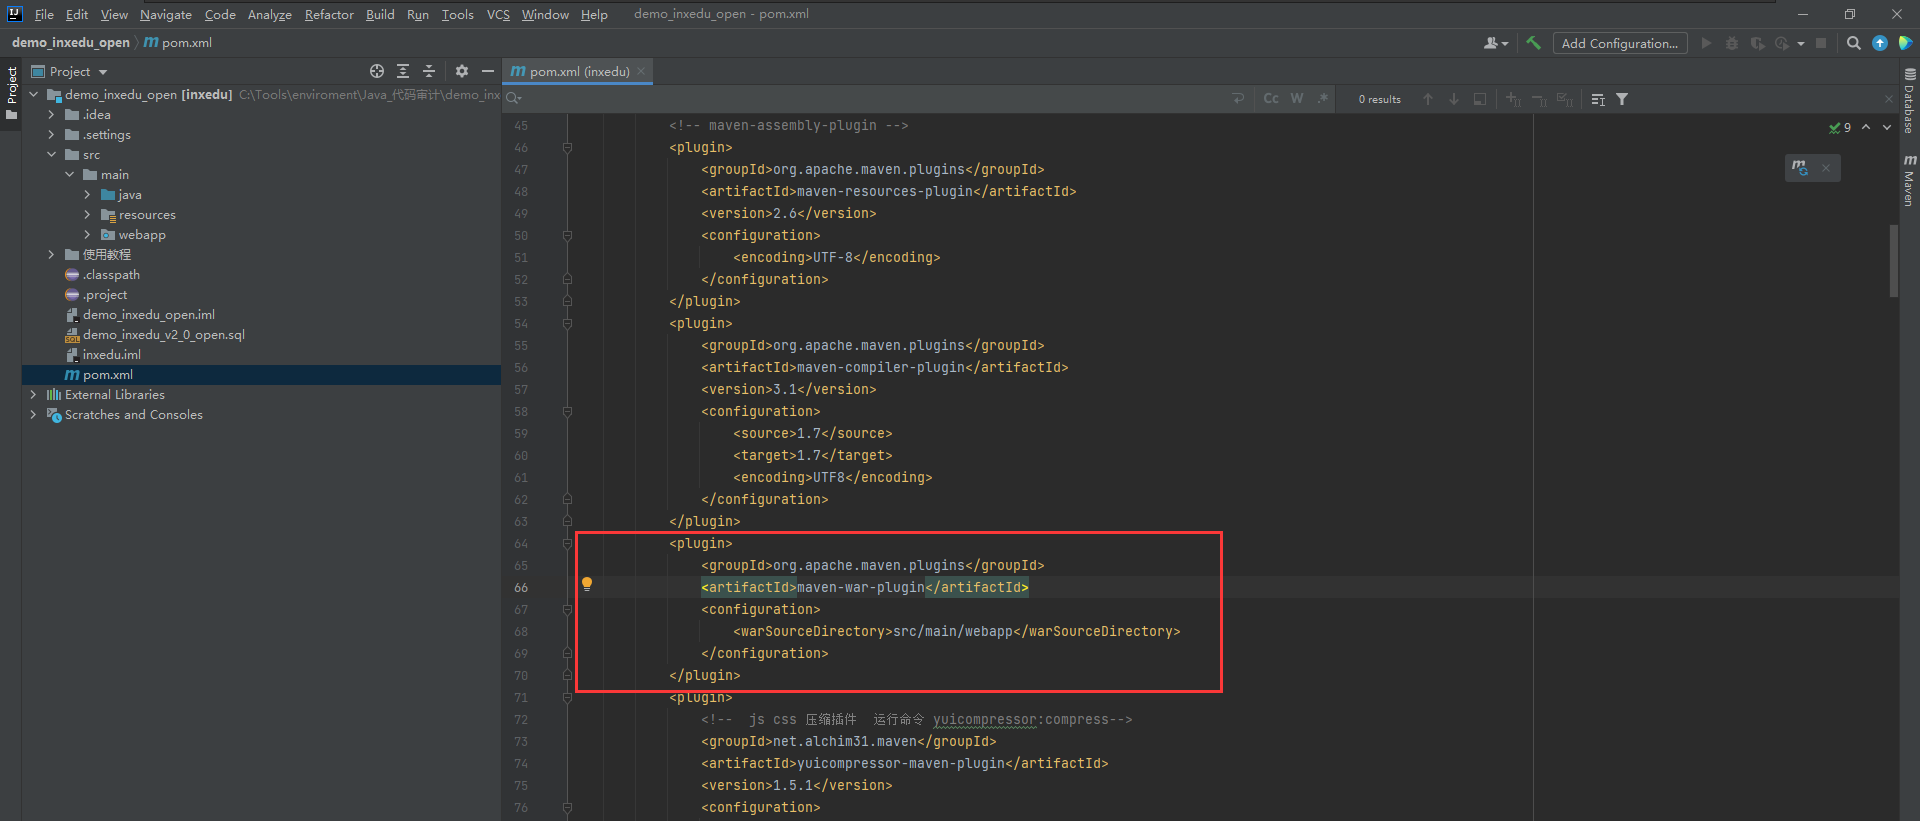 File Edit View Navigate Code Analyze Refactor Build Run Tools VCS Window Help demo_inxedu_open - pom.xml
demo_inxedu_open pom.xml Add Configuration...
Project
Project
pom.xml (inxedu)
demo_inxedu_open [inxedu] C:\Tools\enviroment\Java_代码审计\demo_inx
.idea
.settings
src
main
java
resources
webapp
使用教程
.classpath
.project
demo_inxedu_open.iml
demo_inxedu_v2_0_open.sql
inxedu.iml
pom.xml
External Libraries
Scratches and Consoles
Cc W .* 0 results
9
Database
Maven
45 <!-- maven-assembly-plugin -->
46 <plugin>
47 <groupId>org.apache.maven.plugins</groupId>
48 <artifactId>maven-resources-plugin</artifactId>
49 <version>2.6</version>
50 <configuration>
51 <encoding>UTF-8</encoding>
52 </configuration>
53 </plugin>
54 <plugin>
55 <groupId>org.apache.maven.plugins</groupId>
56 <artifactId>maven-compiler-plugin</artifactId>
57 <version>3.1</version>
58 <configuration>
59 <source>1.7</source>
60 <target>1.7</target>
61 <encoding>UTF8</encoding>
62 </configuration>
63 </plugin>
64 <plugin>
65 <groupId>org.apache.maven.plugins</groupId>
66 <artifactId>maven-war-plugin</artifactId>
67 <configuration>
68 <warSourceDirectory>src/main/webapp</warSourceDirectory>
69 </configuration>
70 </plugin>
71 <plugin>
72 <!-- js css 压缩插件 运行命令 yuicompressor:compress-->
73 <groupId>net.alchim31.maven</groupId>
74 <artifactId>yuicompressor-maven-plugin</artifactId>
75 <version>1.5.1</version>
76 <configuration>